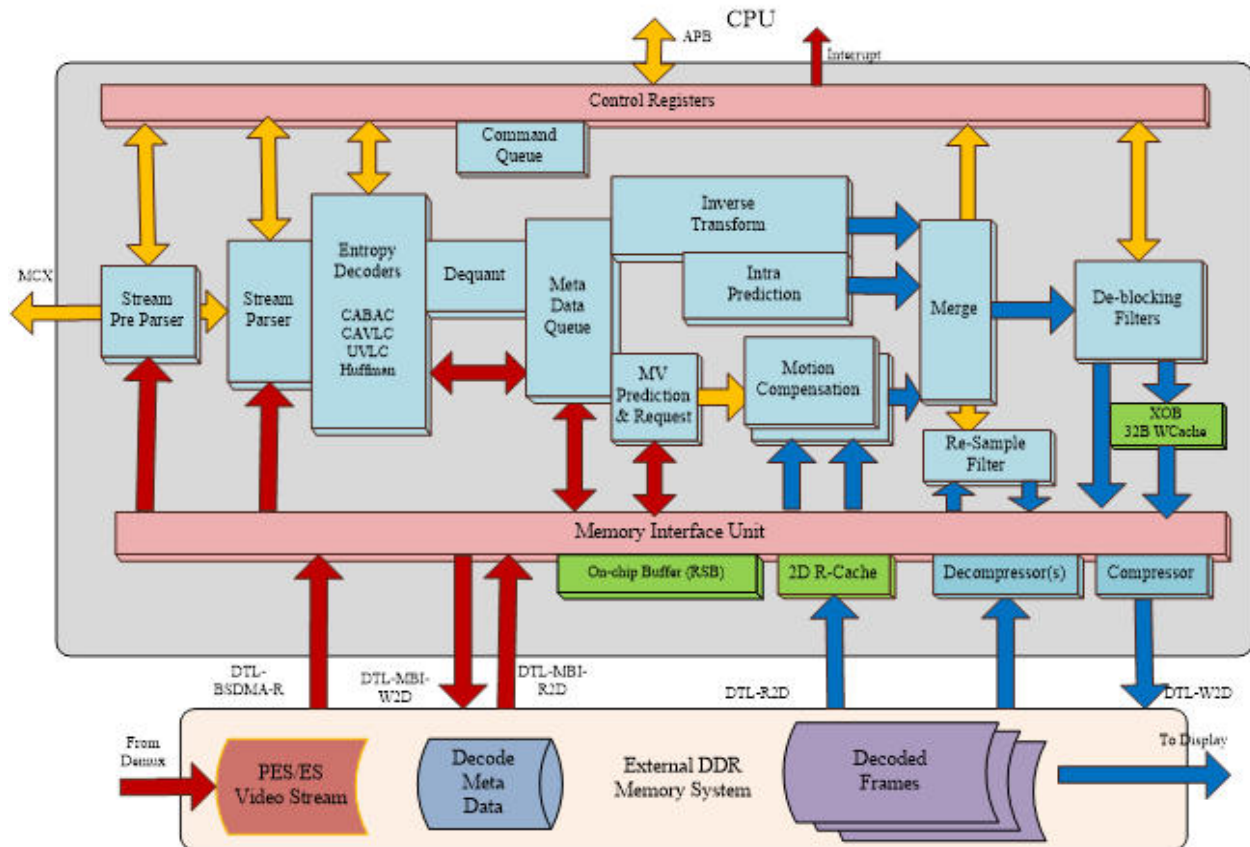 CPU
APB
Interrupt
Control Registers
Command
Queue
Inverse
Transform
Entropy
Decoders
CABAC
CAVLC
UVLC
Huffman
MCX
Stream
Pre Parser
Stream
Parser
Dequant
Meta
Data
Queue
Intra
Prediction
Merge
De-blocking
Filters
MV
Prediction
& Request
Motion
Compensation
XOB
32B WCache
Re-Sample
Filter
Memory Interface Unit
On-chip Buffer (RSB)
2D R-Cache
Decompressor(s)
Compressor
DTL-
BSDMA-R
DTL-MBI-
W2D
DTL-MBI-
R2D
DTL-R2D
DTL-W2D
From
Demux
PES/ES
Video Stream
Decode
Meta
Data
External DDR
Memory System
Decoded
Frames
To Display